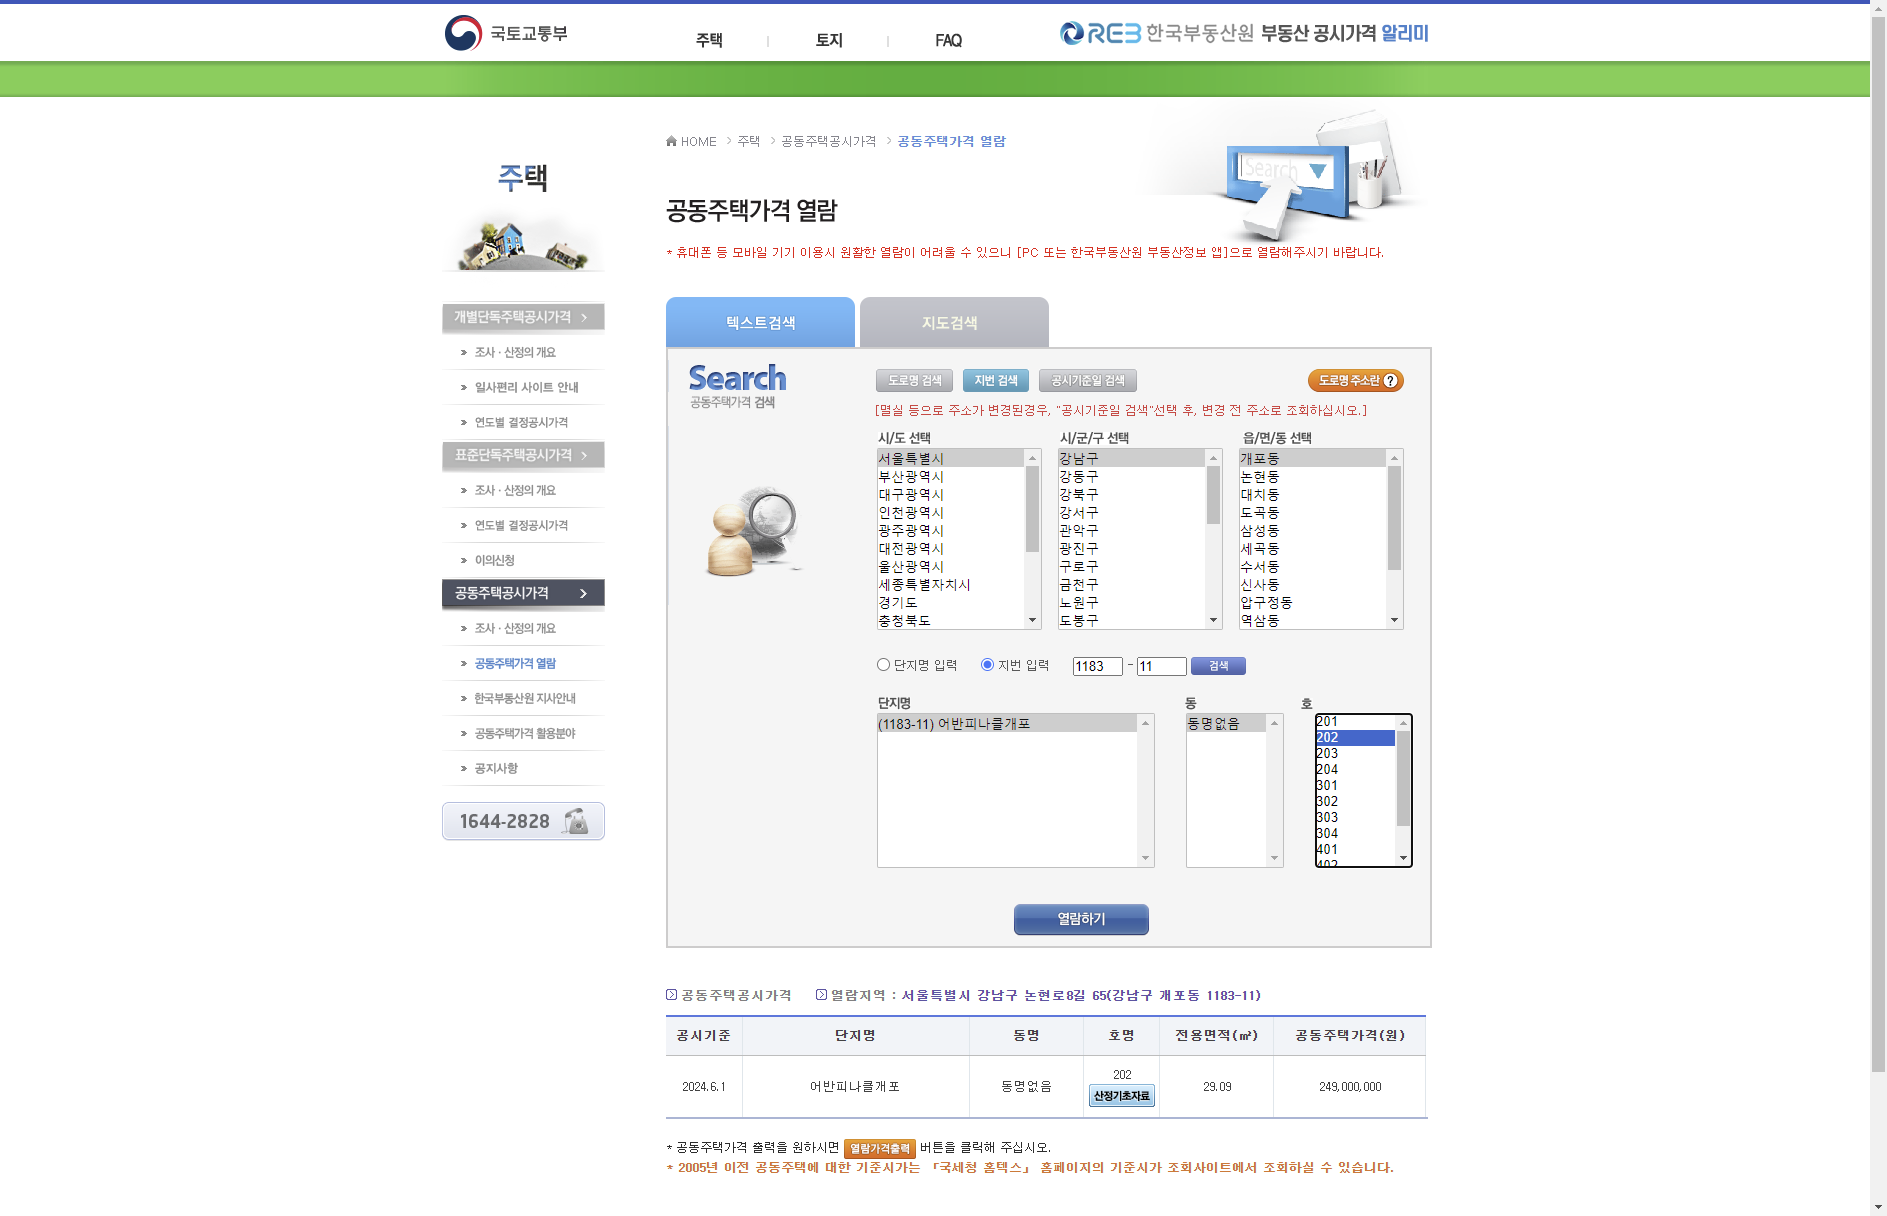 국토교통부
주택
토지
FAQ
REB 한국부동산원 부동산 공시가격 알리미
HOME > 주택 > 공동주택공시가격 > 공동주택가격 열람
주택
공동주택가격 열람
* 휴대폰 등 모바일 기기 이용시 원활한 열람이 어려울 수 있으니 [PC 또는 한국부동산원 부동산정보 앱]으로 열람해주시기 바랍니다.
개별단독주택공시가격
조사 · 산정의 개요
일사편리 사이트 안내
연도별 결정공시가격
표준단독주택공시가격
조사 · 산정의 개요
연도별 결정공시가격
이의신청
공동주택공시가격
조사 · 산정의 개요
공동주택가격 열람
한국부동산원 지사안내
공동주택가격 활용분야
공지사항
1644-2828
텍스트검색
지도검색
Search
공동주택가격 검색
Search
도로명 검색
지번 검색
공시기준일 검색
도로명 주소란 ?
[멸실 등으로 주소가 변경된경우, "공시기준일 검색"선택 후, 변경 전 주소로 조회하십시오.]
시/도 선택
서울특별시
부산광역시
대구광역시
인천광역시
광주광역시
대전광역시
울산광역시
세종특별자치시
경기도
충청북도
시/군/구 선택
강남구
강동구
강북구
강서구
관악구
광진구
구로구
금천구
노원구
도봉구
읍/면/동 선택
개포동
논현동
대치동
도곡동
삼성동
세곡동
수서동
신사동
압구정동
역삼동
단지명 입력
지번 입력
1183 - 11
검색
단지명
(1183-11) 어반피나클개포
동
동명없음
호
201
202
203
204
301
302
303
304
401
402
열람하기
공동주택공시가격
열람지역 : 서울특별시 강남구 논현로8길 65(강남구 개포동 1183-11)
공시기준 단지명 동명 호명 전용면적(㎡) 공동주택가격(원)
2024.6.1 어반피나클개포 동명없음 202 29.09 249,000,000
산정기초자료
* 공동주택가격 출력을 원하시면 열람가격출력 버튼을 클릭해 주십시오.
* 2005년 이전 공동주택에 대한 기준시가는 「국세청 홈텍스」 홈페이지의 기준시가 조회사이트에서 조회하실 수 있습니다.